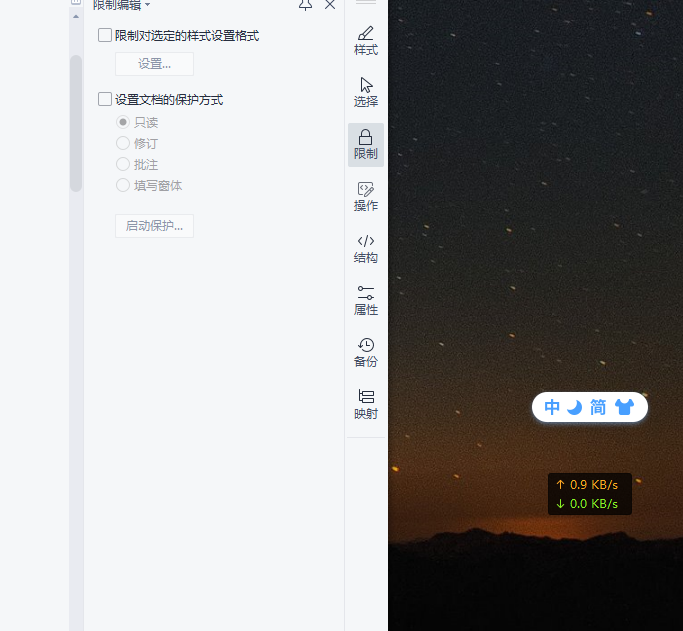 限制编辑
限制对选定的样式设置格式
设置...
设置文档的保护方式
只读
修订
批注
填写窗体
启动保护...
样式
选择
限制
操作
结构
属性
备份
映射
中 简
↑ 0.9 KB/s
↓ 0.0 KB/s